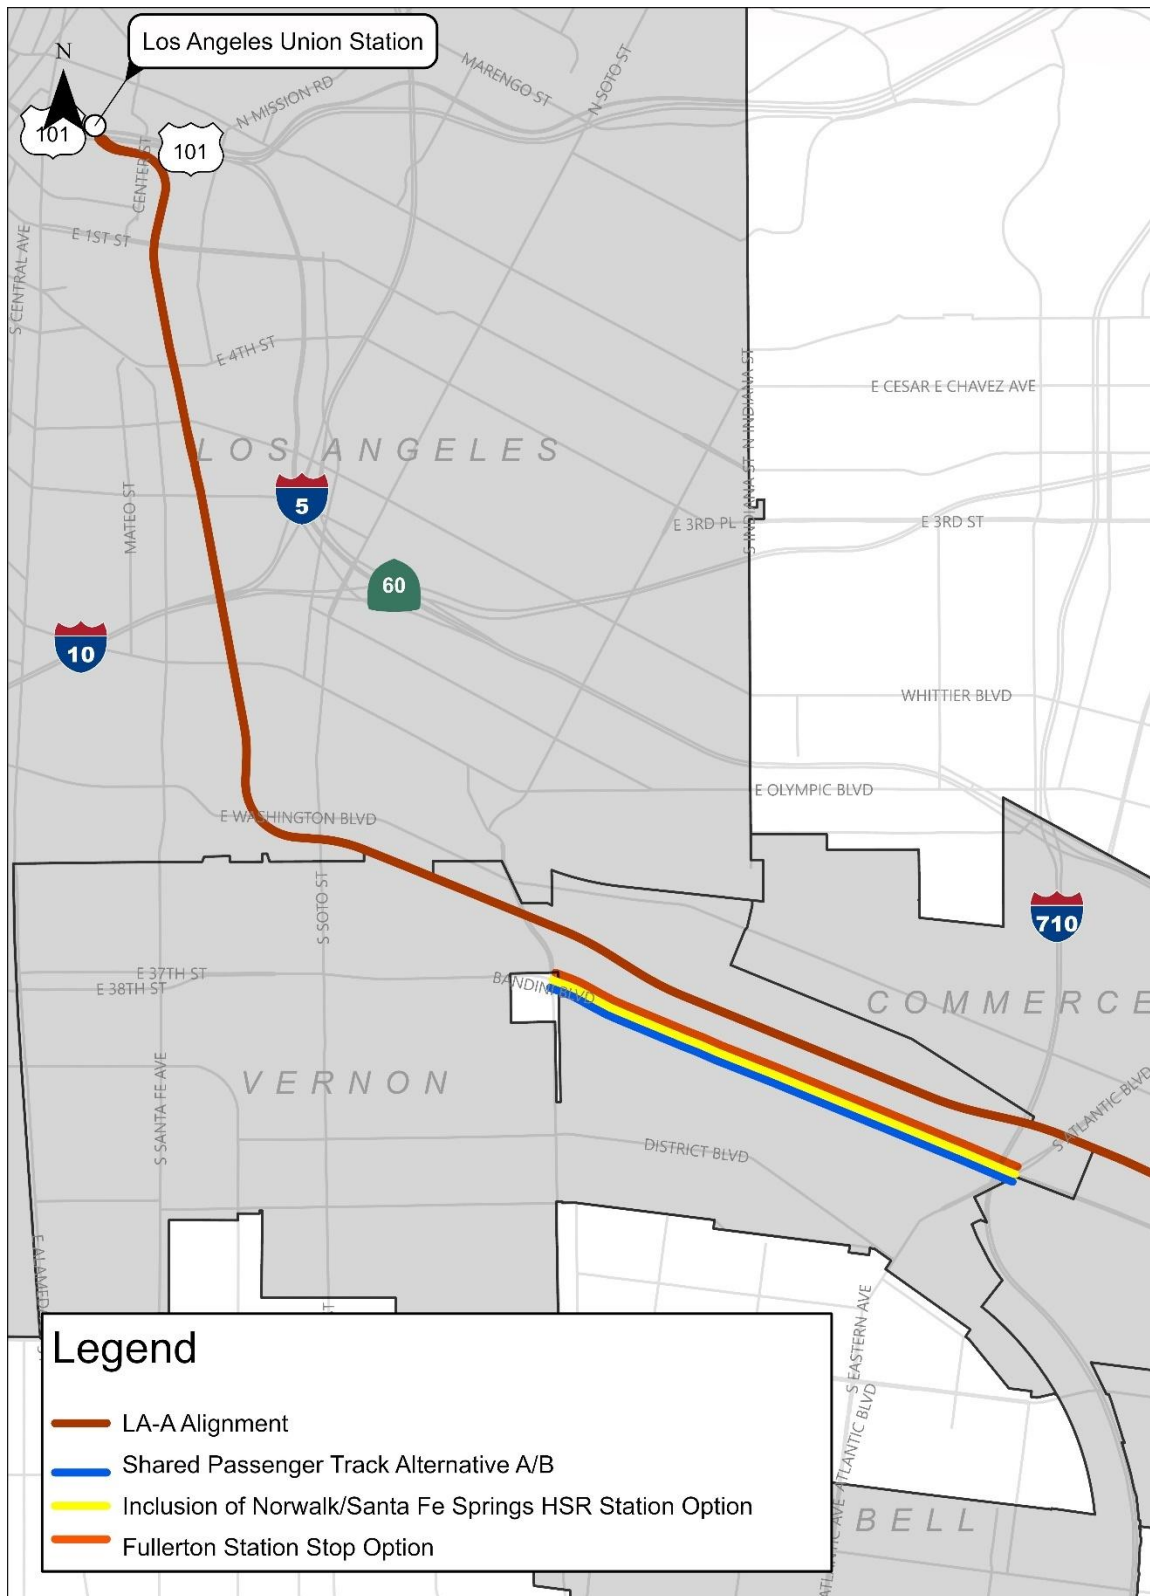 Los Angeles Union Station
N
101
101
N MISSION RD
MARENGO ST
N SOTO ST
CENTER ST
E 1ST ST
S CENTRAL AVE
E 4TH ST
S INDIANA ST
N INDIANA ST
E CESAR E CHAVEZ AVE
LOS ANGELES
5
MATEO ST
E 3RD PL
E 3RD ST
60
10
WHITTIER BLVD
E OLYMPIC BLVD
E WASHINGTON BLVD
S SOTO ST
710
E 37TH ST
E 38TH ST
BANDINI BLVD
COMMERCE
VERNON
S SANTA FE AVE
S ATLANTIC BLVD
DISTRICT BLVD
S EASTERN AVE
ATLANTIC BLVD
BELL
Legend
LA-A Alignment
Shared Passenger Track Alternative A/B
Inclusion of Norwalk/Santa Fe Springs HSR Station Option
Fullerton Station Stop Option